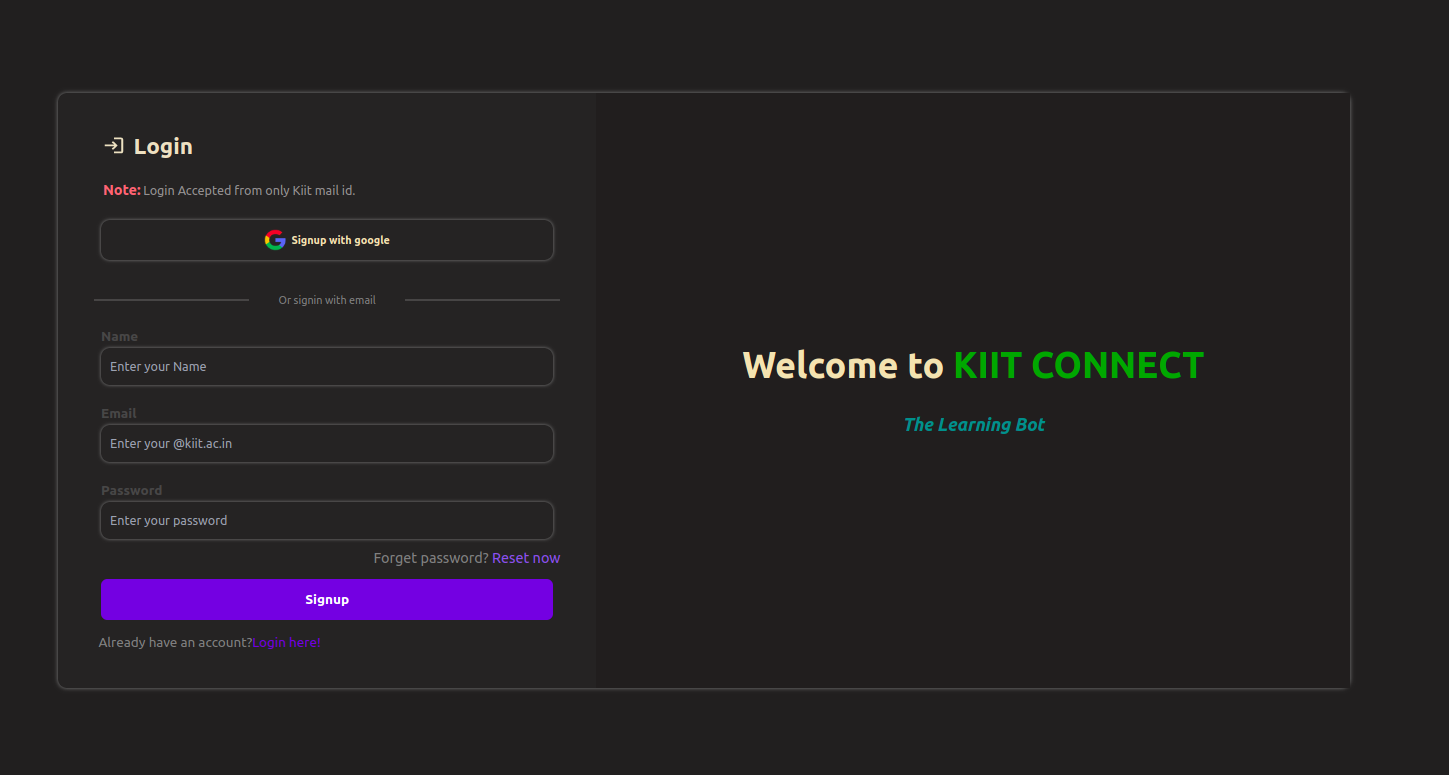 Login
Note: Login Accepted from only Kiit mail id.
Signup with google
Or signin with email
Name
Enter your Name
Email
Enter your @kiit.ac.in
Password
Enter your password
Forget password? Reset now
Signup
Already have an account?Login here!
Welcome to KIIT CONNECT
The Learning Bot